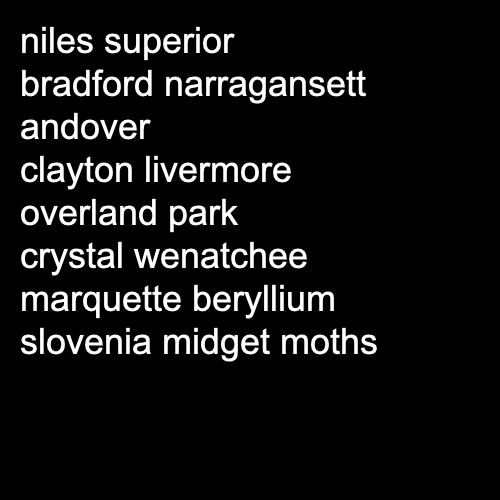 niles superior
bradford narragansett
andover
clayton livermore
overland park
crystal wenatchee
marquette beryllium
slovenia midget moths